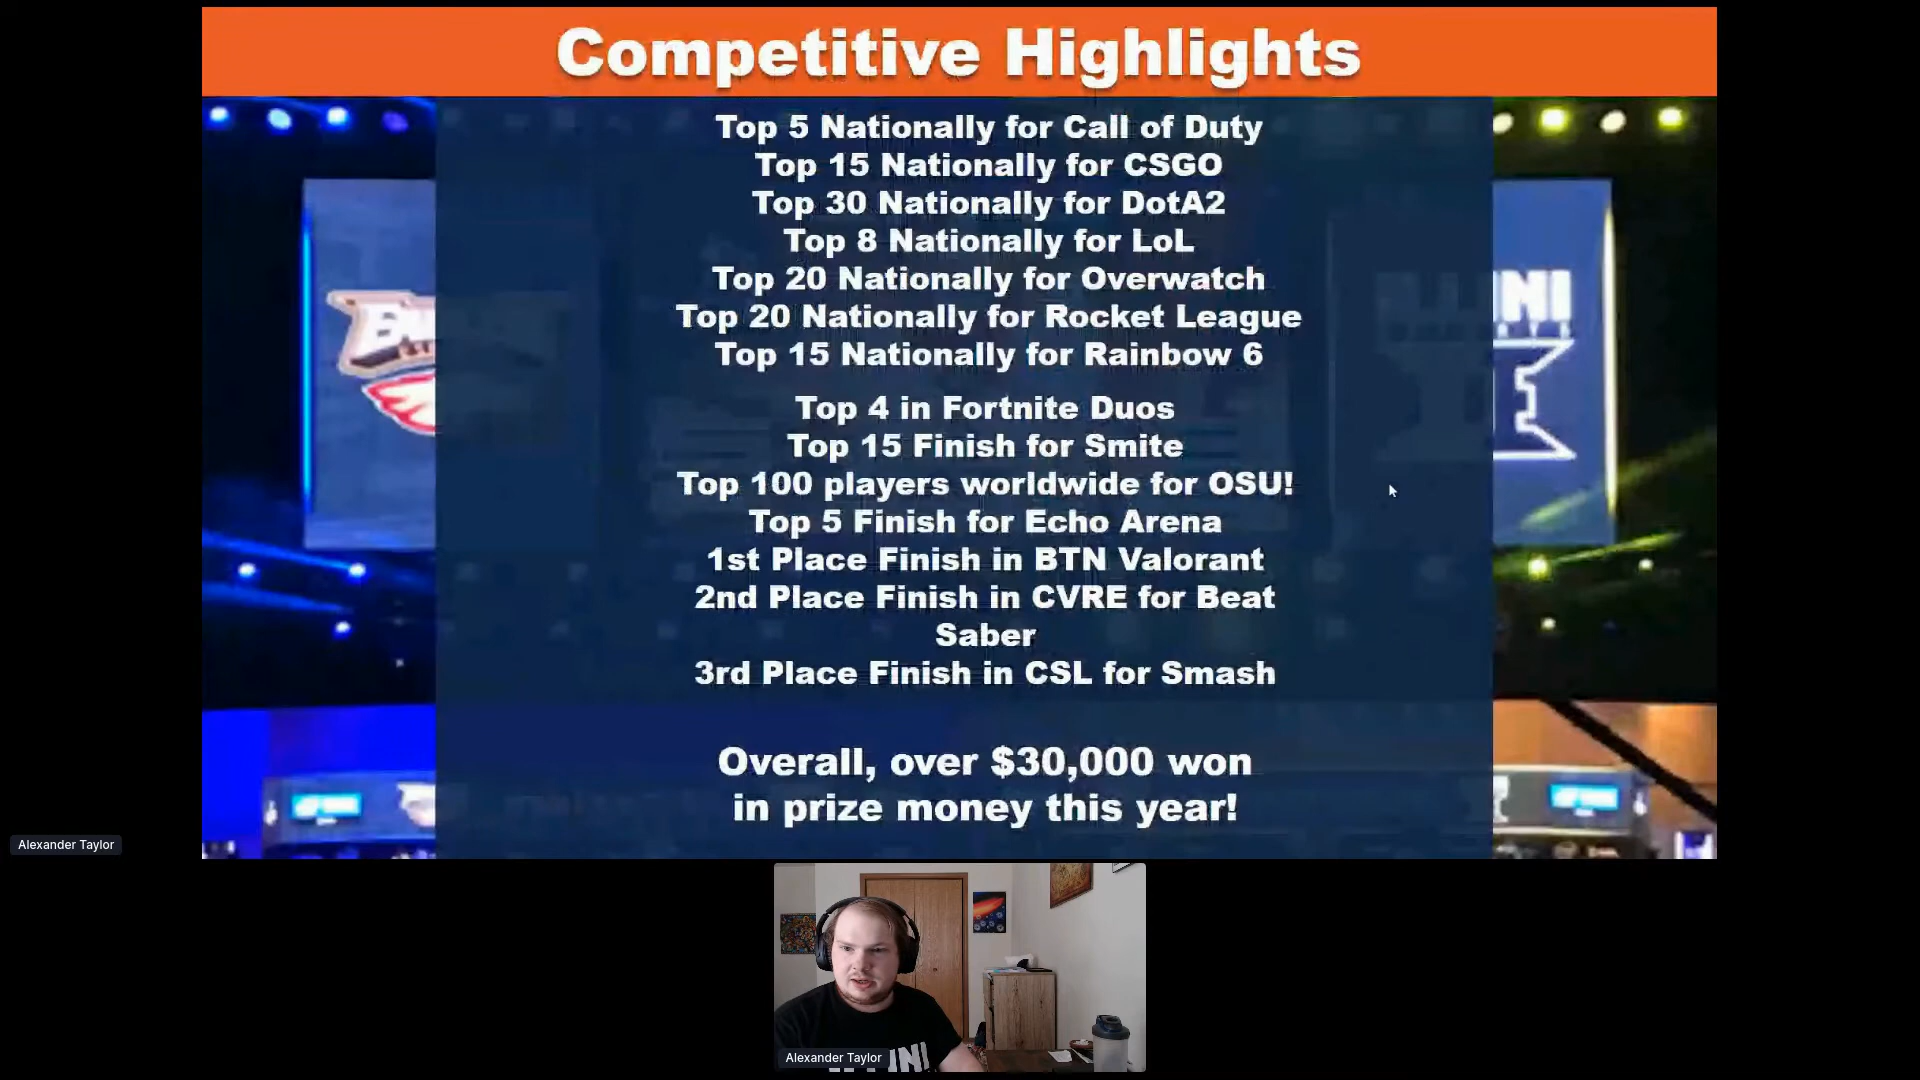 Competitive Highlights
Top 5 Nationally for Call of Duty
Top 15 Nationally for CSGO
Top 30 Nationally for DotA2
Top 8 Nationally for LoL
Top 20 Nationally for Overwatch
Top 20 Nationally for Rocket League
Top 15 Nationally for Rainbow 6
Top 4 in Fortnite Duos
Top 15 Finish for Smite
Top 100 players worldwide for OSU!
Top 5 Finish for Echo Arena
1st Place Finish in BTN Valorant
2nd Place Finish in CVRE for Beat
Saber
3rd Place Finish in CSL for Smash
Overall, over $30,000 won
in prize money this year!
Alexander Taylor
Alexander Taylor